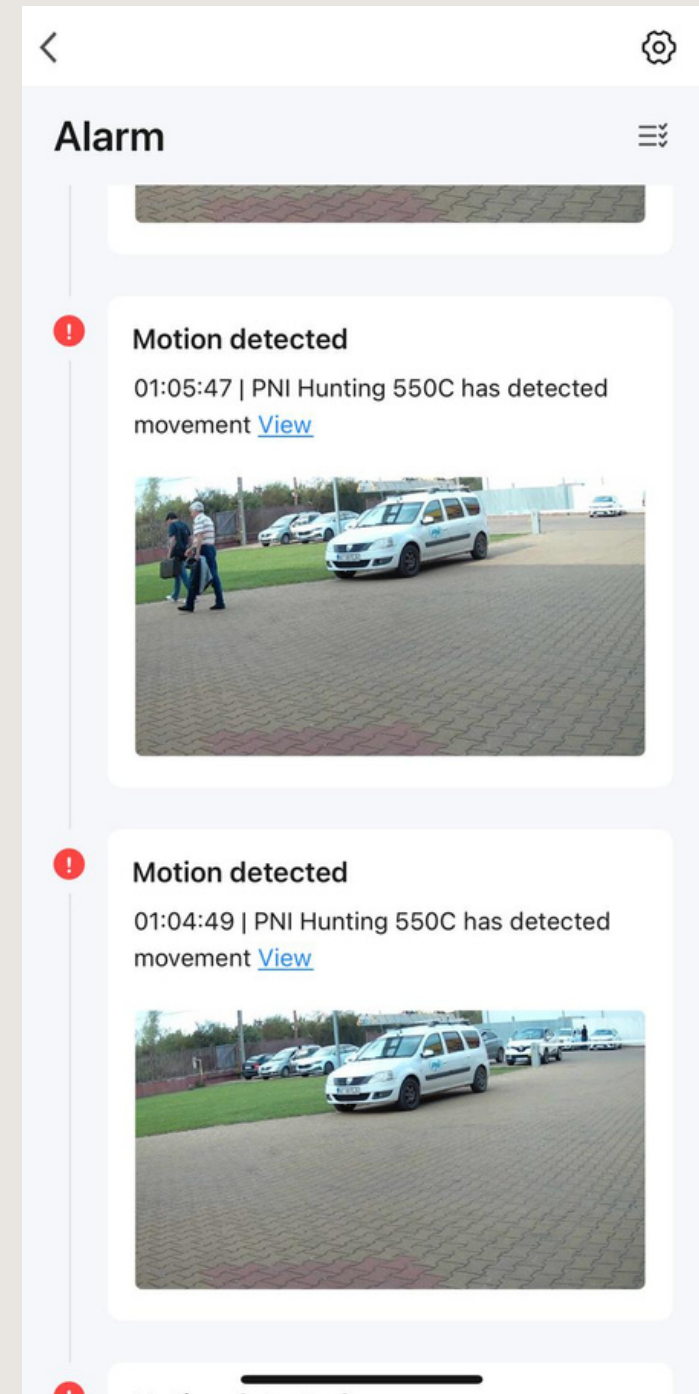 Alarm
Motion detected
01:05:47 | PNI Hunting 550C has detected
movement View
Motion detected
01:04:49 | PNI Hunting 550C has detected
movement View